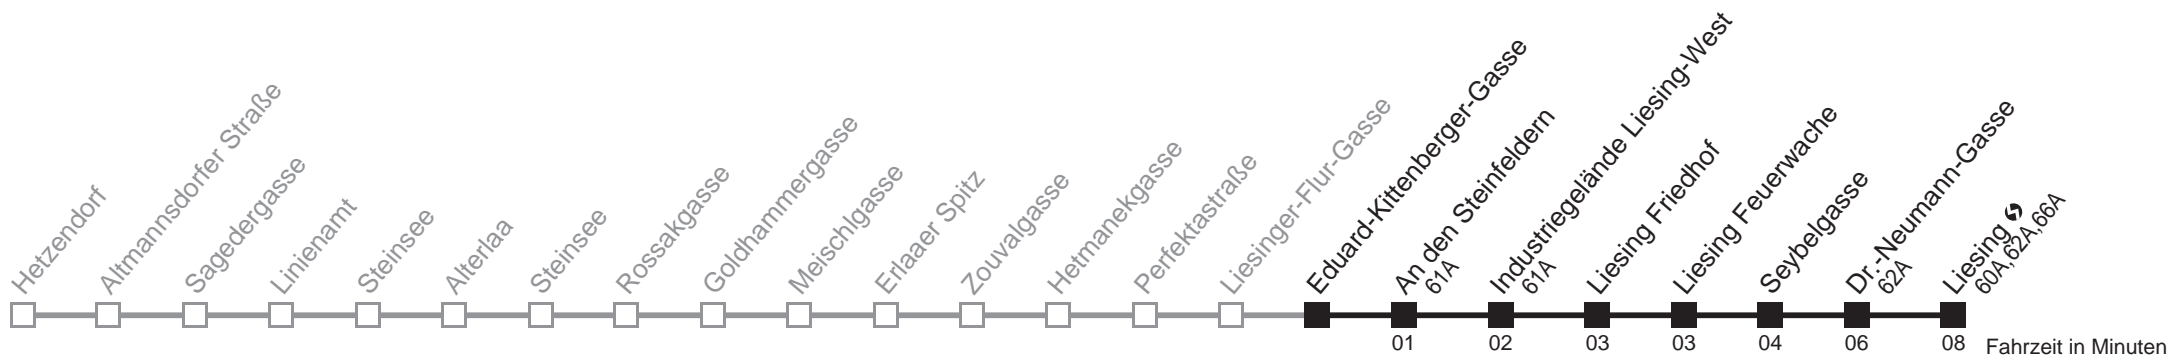 Hetzendorf
Altmannsdorfer Straße
Sagedergasse
Linienamt
Steinsee
Alterlaa
Steinsee
Rossakgasse
Goldhammergasse
Meischlgasse
Erlaaer Spitz
Zouvalgasse
Hetmanekgasse
Perfektastraße
Liesinger-Flur-Gasse
Eduard-Kittenberger-Gasse
An den Steinfeldern
61A
Industriegelände Liesing-West
61A
Liesing Friedhof
Liesing Feuerwache
Seybelgasse
Dr.-Neumann-Gasse
62A
Liesing
60A,62A,66A
01 02 03 03 04 06 08 Fahrzeit in Minuten